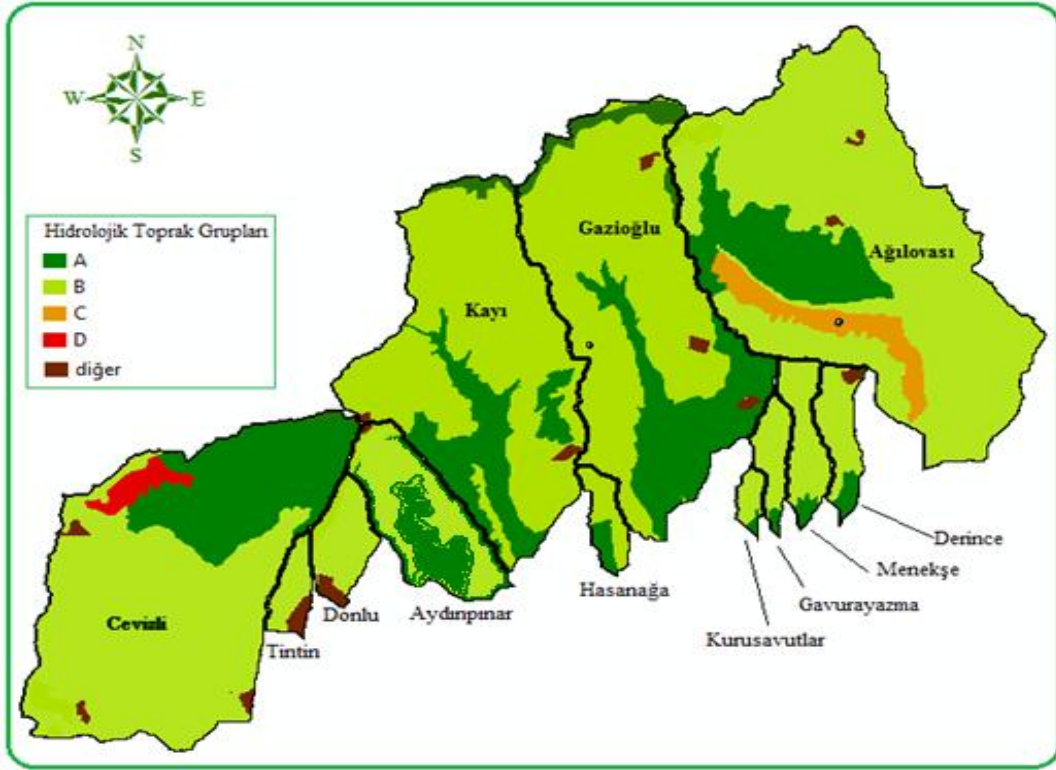 N
W E
S
Hidrolojik Toprak Grupları
A
B
C
D
diğer
Gazioğlu
Ağılovası
Kayı
Cevizli
Tintin
Donlu
Aydınpınar
Hasanağa
Kurusavutlar
Gavurayazma
Menekşe
Derince